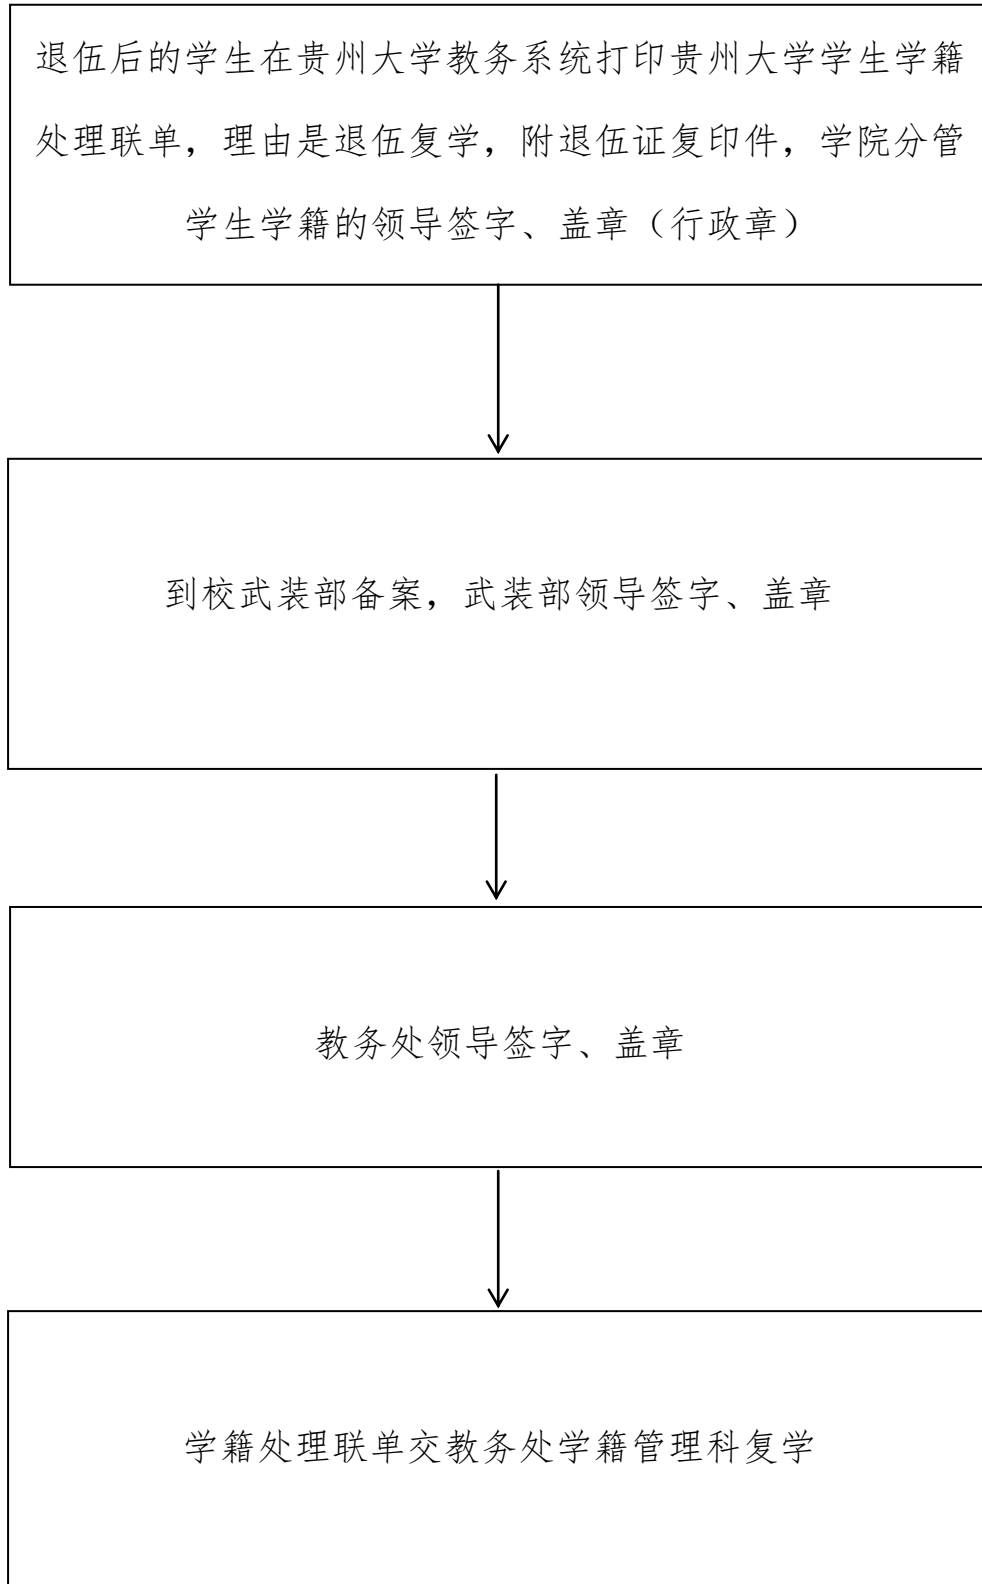 退伍后的学生在贵州大学教务系统打印贵州大学学生学籍
处理联单，理由是退伍复学，附退伍证复印件，学院分管
学生学籍的领导签字、盖章（行政章）
到校武装部备案，武装部领导签字、盖章
教务处领导签字、盖章
学籍处理联单交教务处学籍管理科复学